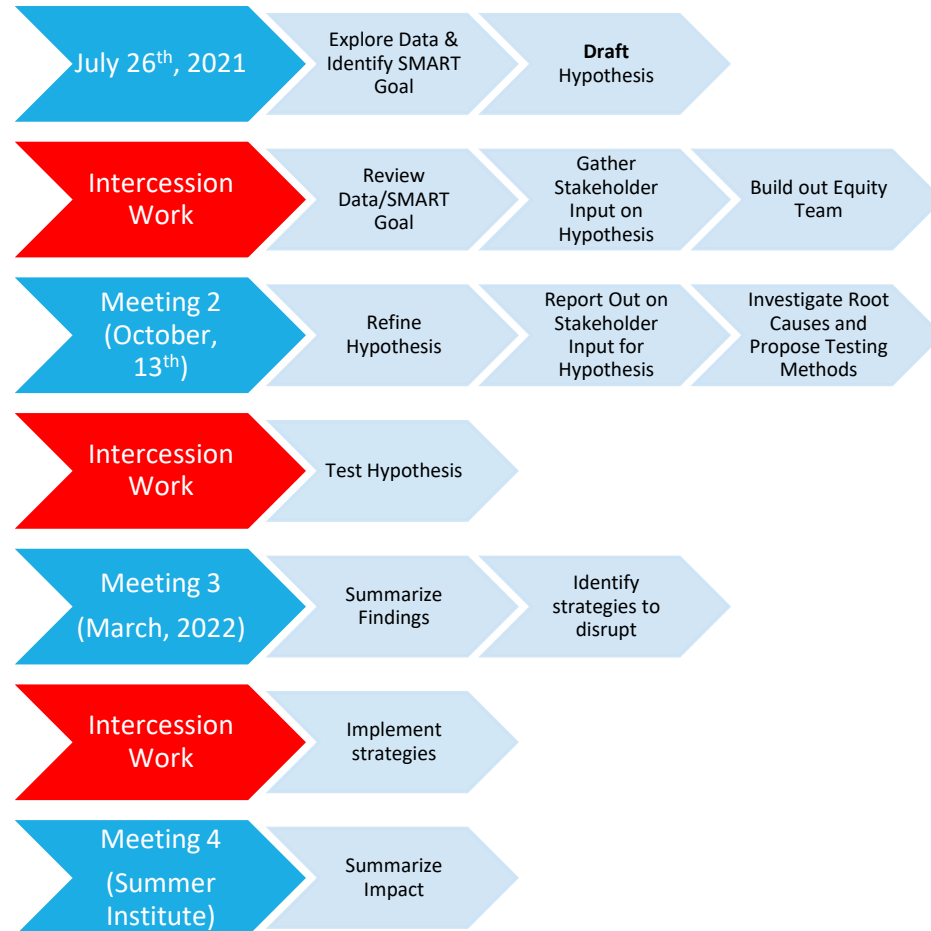 July 26th, 2021
Explore Data &
Identify SMART
Goal
Draft
Hypothesis
Intercession
Work
Review
Data/SMART
Goal
Gather
Stakeholder
Input on
Hypothesis
Build out Equity
Team
Meeting 2
(October,
13th)
Refine
Hypothesis
Report Out on
Stakeholder
Input for
Hypothesis
Investigate Root
Causes and
Propose Testing
Methods
Intercession
Work
Test Hypothesis
Meeting 3
(March, 2022)
Summarize
Findings
Identify
strategies to
disrupt
Intercession
Work
Implement
strategies
Meeting 4
(Summer
Institute)
Summarize
Impact